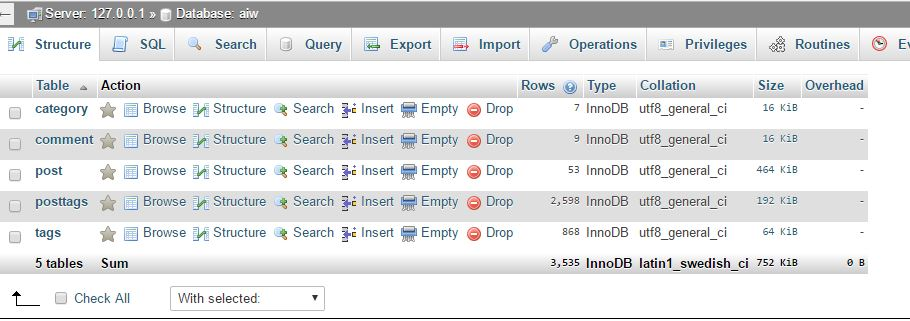 Server: 127.0.0.1 » Database: aiw
Structure SQL Search Query Export Import Operations Privileges Routines
Table Action Rows Type Collation Size Overhead
category Browse Structure Search Insert Empty Drop 7 InnoDB utf8_general_ci 16 KiB -
comment Browse Structure Search Insert Empty Drop 9 InnoDB utf8_general_ci 16 KiB -
post Browse Structure Search Insert Empty Drop 53 InnoDB utf8_general_ci 464 KiB -
posttags Browse Structure Search Insert Empty Drop 2,598 InnoDB utf8_general_ci 192 KiB -
tags Browse Structure Search Insert Empty Drop 868 InnoDB utf8_general_ci 64 KiB -
5 tables Sum 3,535 InnoDB latin1_swedish_ci 752 KiB 0 B
Check All With selected: